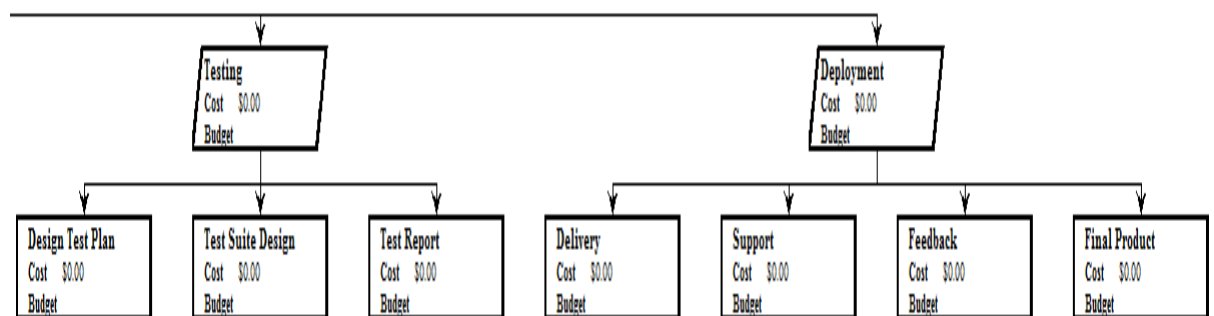 Testing
Cost $0.00
Budget
Deployment
Cost $0.00
Budget
Design Test Plan
Cost $0.00
Budget
Test Suite Design
Cost $0.00
Budget
Test Report
Cost $0.00
Budget
Delivery
Cost $0.00
Budget
Support
Cost $0.00
Budget
Feedback
Cost $0.00
Budget
Final Product
Cost $0.00
Budget